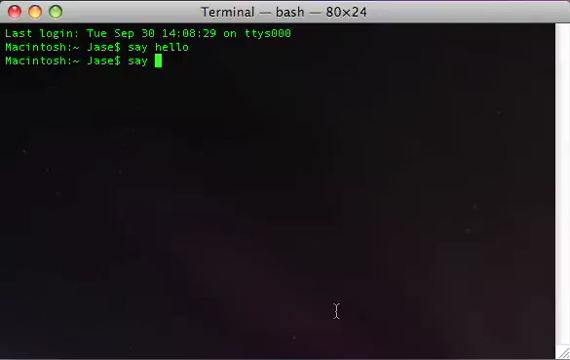 Terminal — bash — 80×24
Last login: Tue Sep 30 14:08:29 on ttys000
Macintosh:~ Jase$ say hello
Macintosh:~ Jase$ say